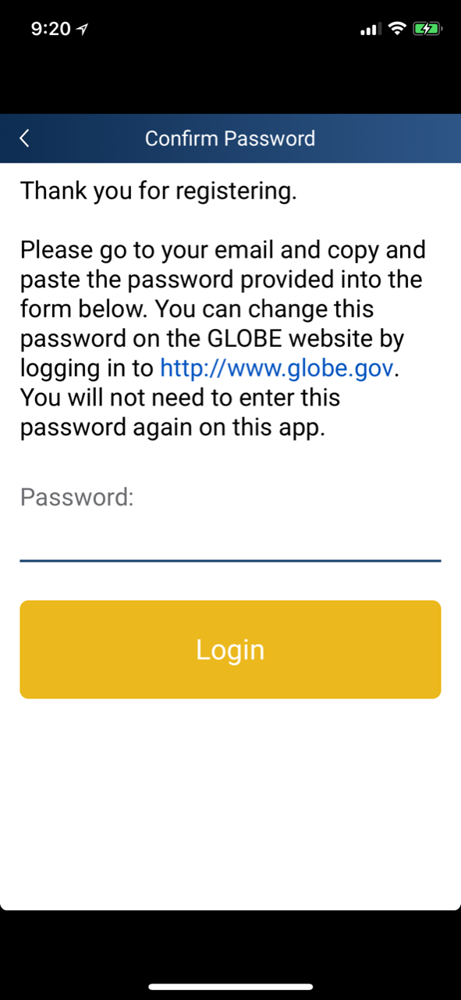 9:20
Confirm Password
Thank you for registering.
Please go to your email and copy and
paste the password provided into the
form below. You can change this
password on the GLOBE website by
logging in to http://www.globe.gov.
You will not need to enter this
password again on this app.
Password:
Login